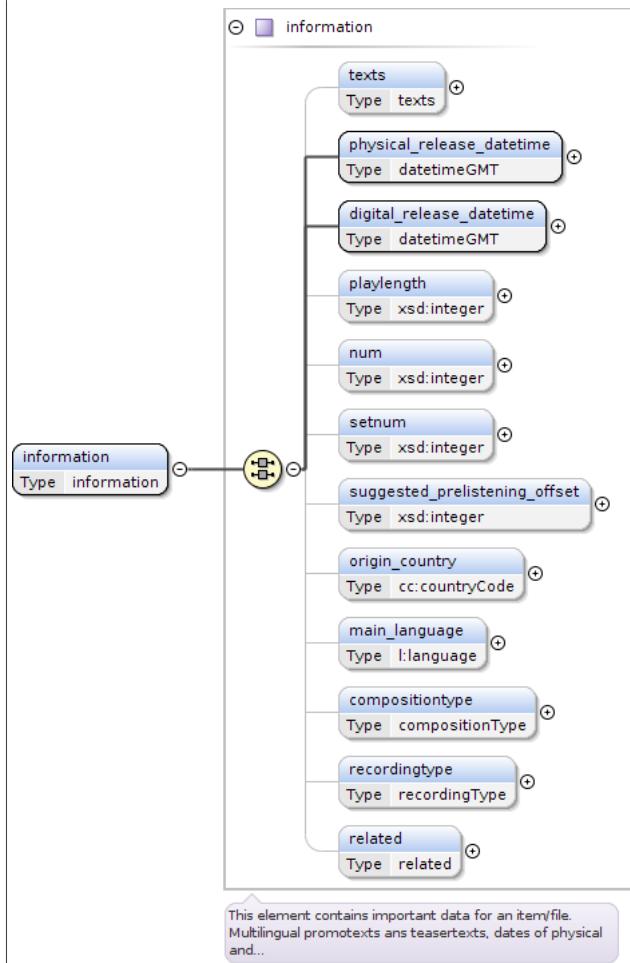 information
texts
Type texts
physical_release_datetime
Type datetimeGMT
digital_release_datetime
Type datetimeGMT
playlength
Type xsd:integer
num
Type xsd:integer
setnum
Type xsd:integer
information
Type information
suggested_prelistening_offset
Type xsd:integer
origin_country
Type cc:countryCode
main_language
Type l:language
compositiontype
Type compositionType
recordingtype
Type recordingType
related
Type related
This element contains important data for an item/file.
Multilingual promotexts ans teasertexts, dates of physical
and...